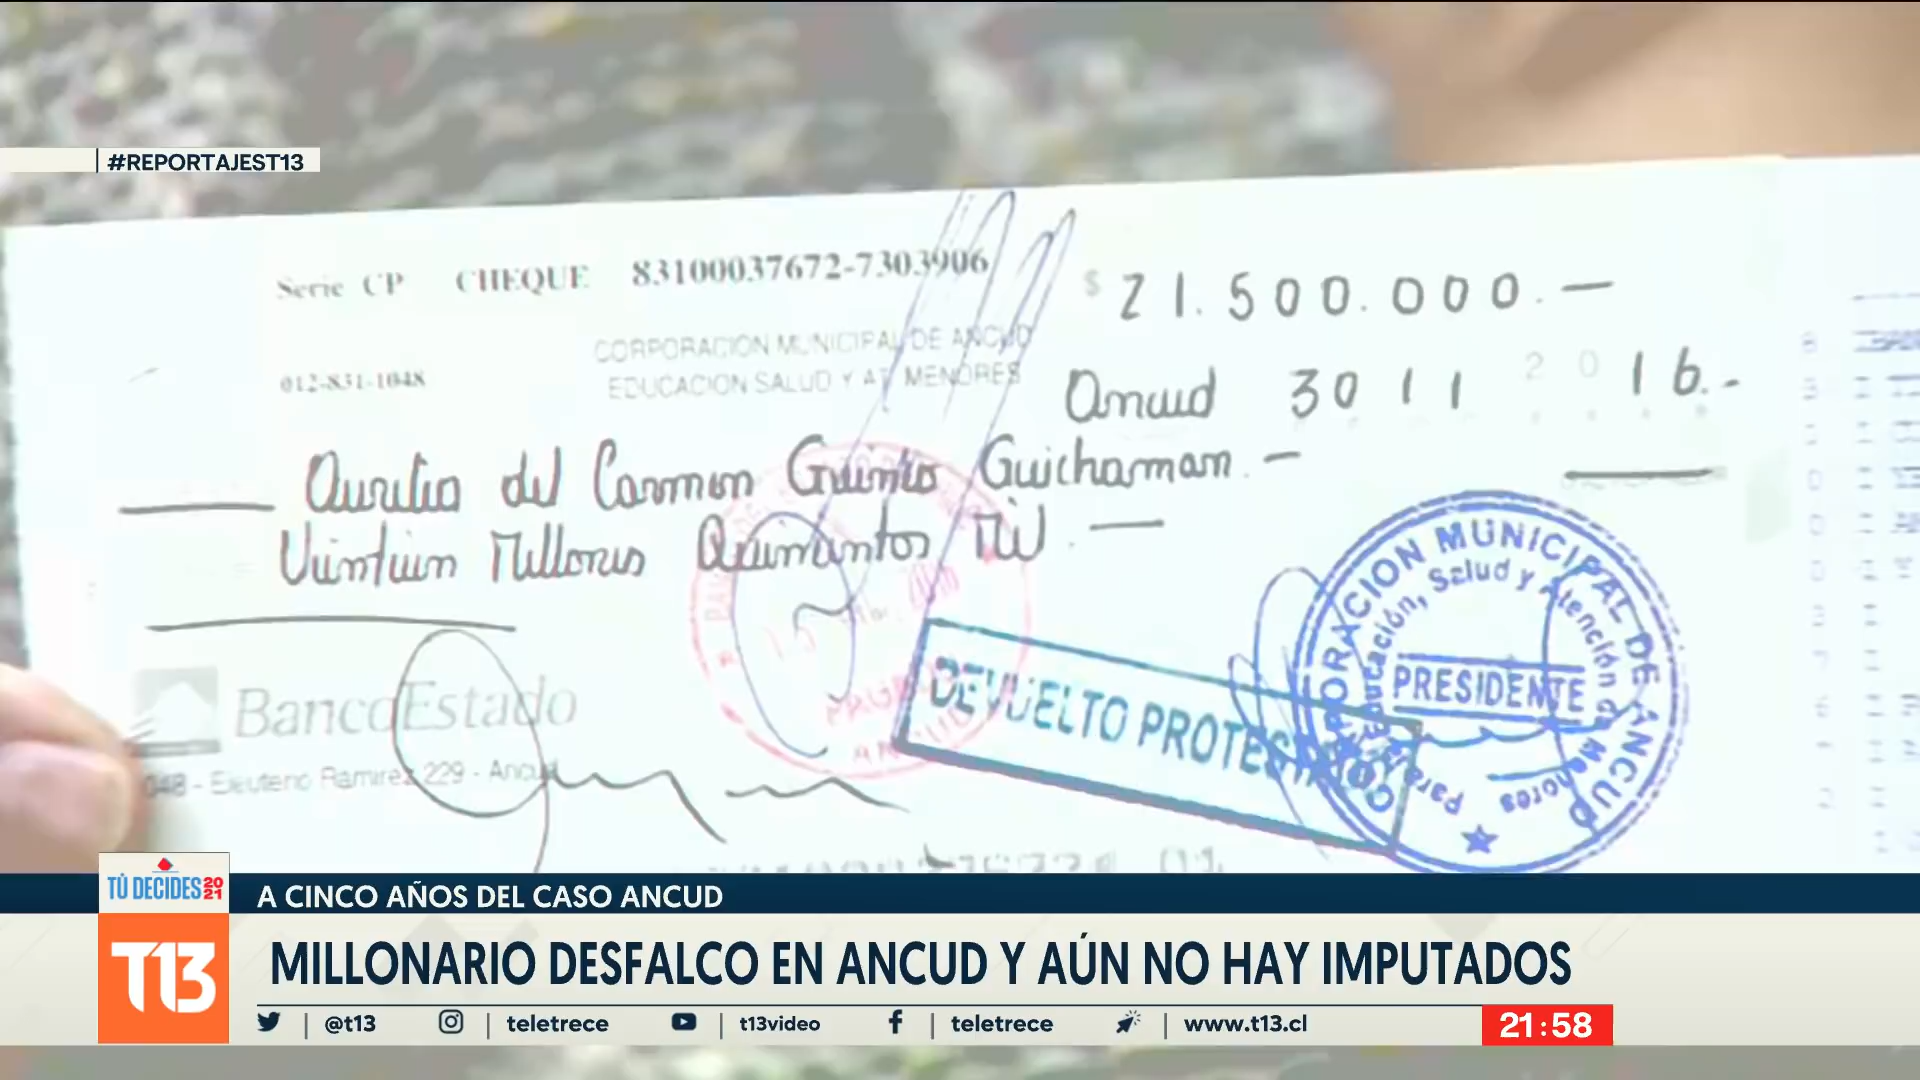 #REPORTAJEST13
Serie CP CHEQUE 83100037672-7303906
$ 21.500.000.-
CORPORACION MUNICIPAL DE ANCUD
012-831-1048
EDUCACION SALUD Y AT MENORES
Ancud 30 11 2016.-
del Carmen Guichaman.-
Veintiun Millones Quinientos Mil.-
BancoEstado
048 - Eleuterio Ramirez 229 - Ancud
DEVUELTO PROTESTADO
CORPORACION MUNICIPAL DE ANCUD
Para Educación, Salud y Atención de Menores
PRESIDENTE
TÚ DECIDES 2021
A CINCO AÑOS DEL CASO ANCUD
T13
MILLONARIO DESFALCO EN ANCUD Y AÚN NO HAY IMPUTADOS
@t13 teletrece t13video teletrece www.t13.cl
21:58